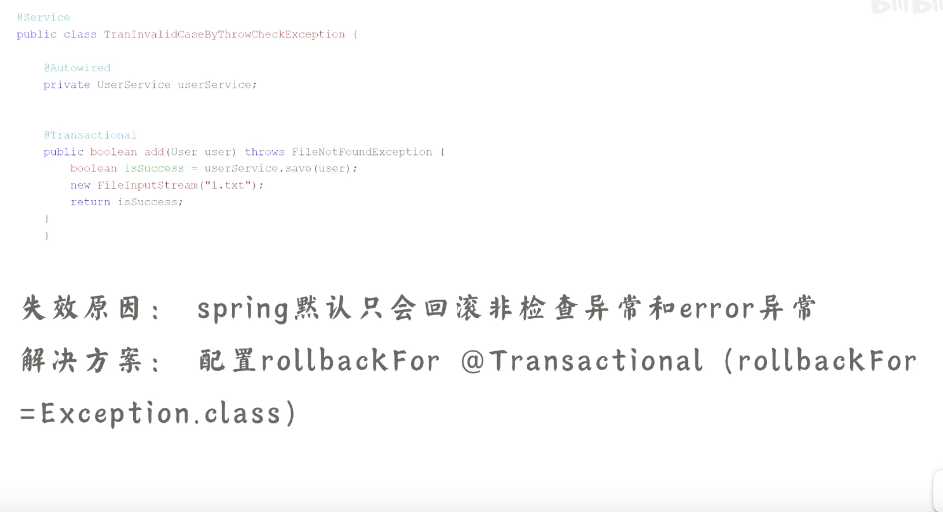 @Service
public class TranInvalidCaseByThrowCheckException {
@Autowired
private UserService userService;
@Transactional
public boolean add(User user) throws FileNotFoundException {
boolean isSuccess = userService.save(user);
new FileInputStream("1.txt");
return isSuccess;
}
}
失效原因： spring默认只会回滚非检查异常和error异常
解决方案： 配置rollbackFor @Transactional (rollbackFor
=Exception.class)